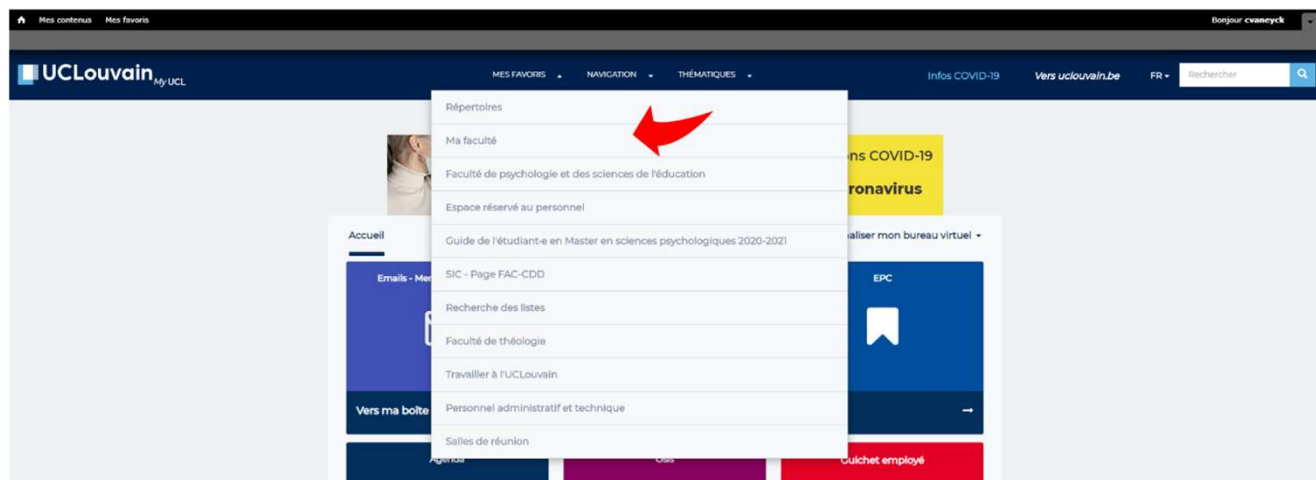 Mes contenus Mes favoris Bonjour cvaneyck
UCLouvain My UCL MES FAVORIS NAVIGATION THÉMATIQUES Infos COVID-19 Vers uclouvain.be FR Rechercher
Répertoires
Ma faculté
Faculté de psychologie et des sciences de l'éducation
Espace réservé au personnel
Guide de l'étudiant·e en Master en sciences psychologiques 2020-2021
SIC - Page FAC-CDD
Recherche des listes
Faculté de théologie
Travailler à l'UCLouvain
Personnel administratif et technique
Salles de réunion
ns COVID-19
ronavirus
Accueil aliser mon bureau virtuel
Emails - Mes EPC
Vers ma boîte
Agenda Osis Guichet employé